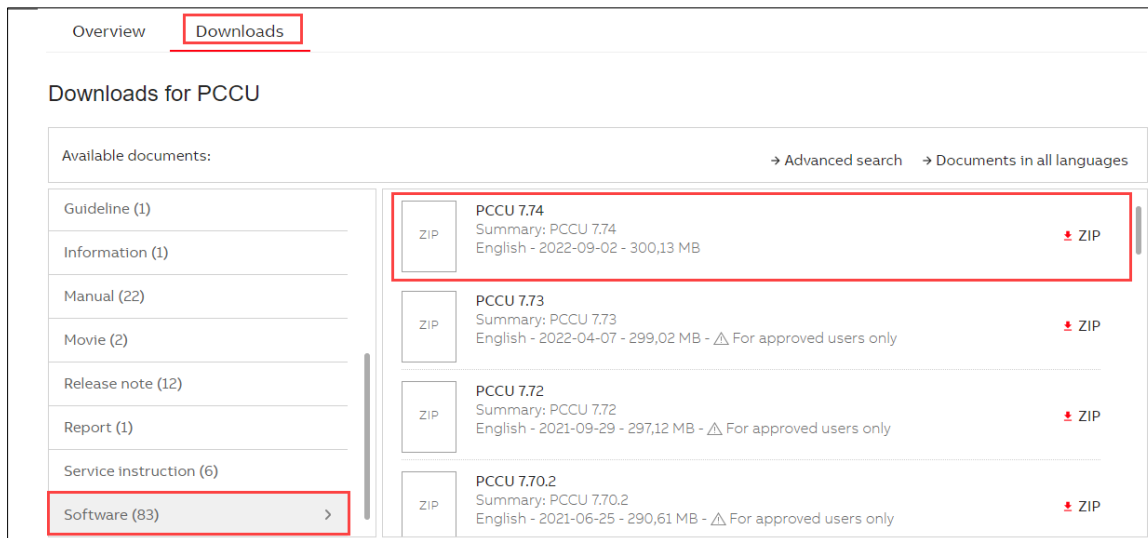 Overview Downloads
Downloads for PCCU
Available documents:
→ Advanced search → Documents in all languages
Guideline (1)
Information (1)
Manual (22)
Movie (2)
Release note (12)
Report (1)
Service instruction (6)
Software (83)
ZIP
PCCU 7.74
Summary: PCCU 7.74
English - 2022-09-02 - 300,13 MB
ZIP
ZIP
PCCU 7.73
Summary: PCCU 7.73
English - 2022-04-07 - 299,02 MB - ⚠ For approved users only
ZIP
ZIP
PCCU 7.72
Summary: PCCU 7.72
English - 2021-09-29 - 297,12 MB - ⚠ For approved users only
ZIP
ZIP
PCCU 7.70.2
Summary: PCCU 7.70.2
English - 2021-06-25 - 290,61 MB - ⚠ For approved users only
ZIP